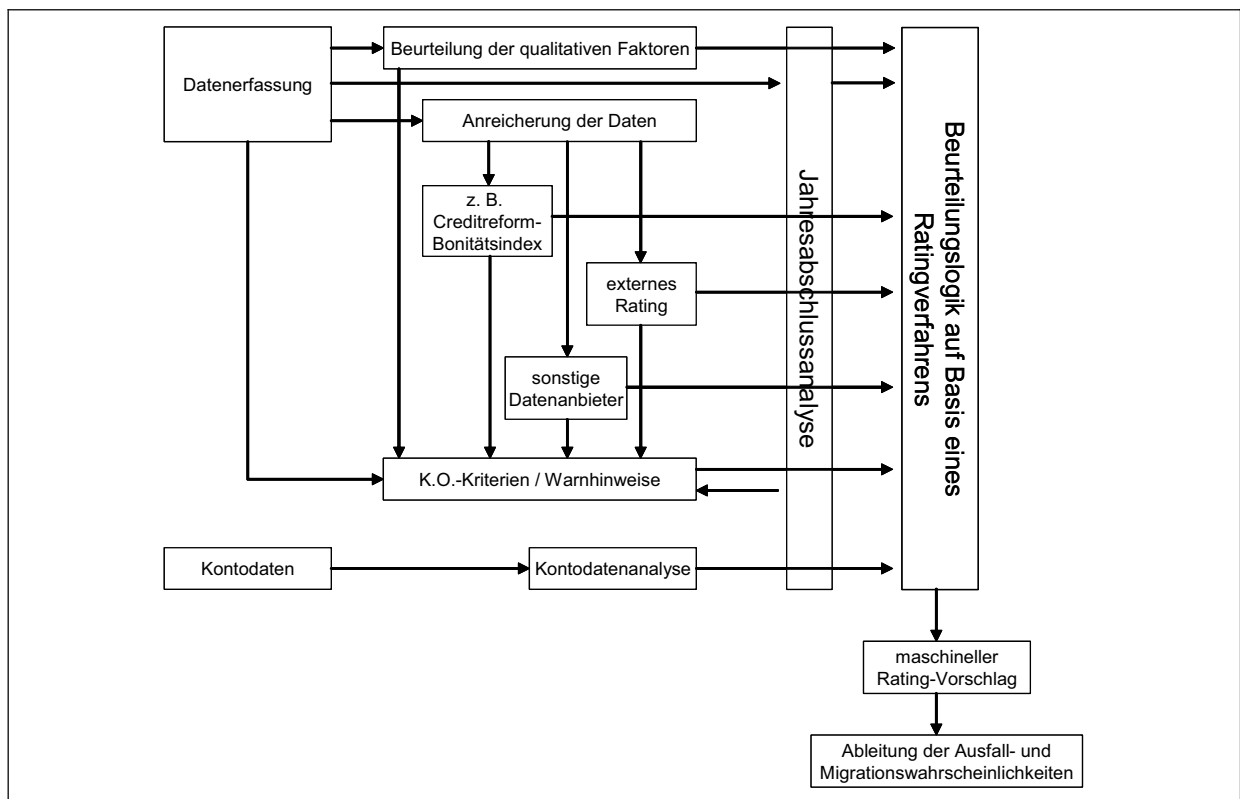 Beurteilung der qualitativen Faktoren
Datenerfassung
Anreicherung der Daten
z. B.
Creditreform-
Bonitätsindex
externes
Rating
sonstige
Datenanbieter
K.O.-Kriterien / Warnhinweise
Kontodaten
Kontodatenanalyse
Jahresabschlussanalyse
Beurteilungslogik auf Basis eines
Ratingverfahrens
maschineller
Rating-Vorschlag
Ableitung der Ausfall- und
Migrationswahrscheinlichkeiten